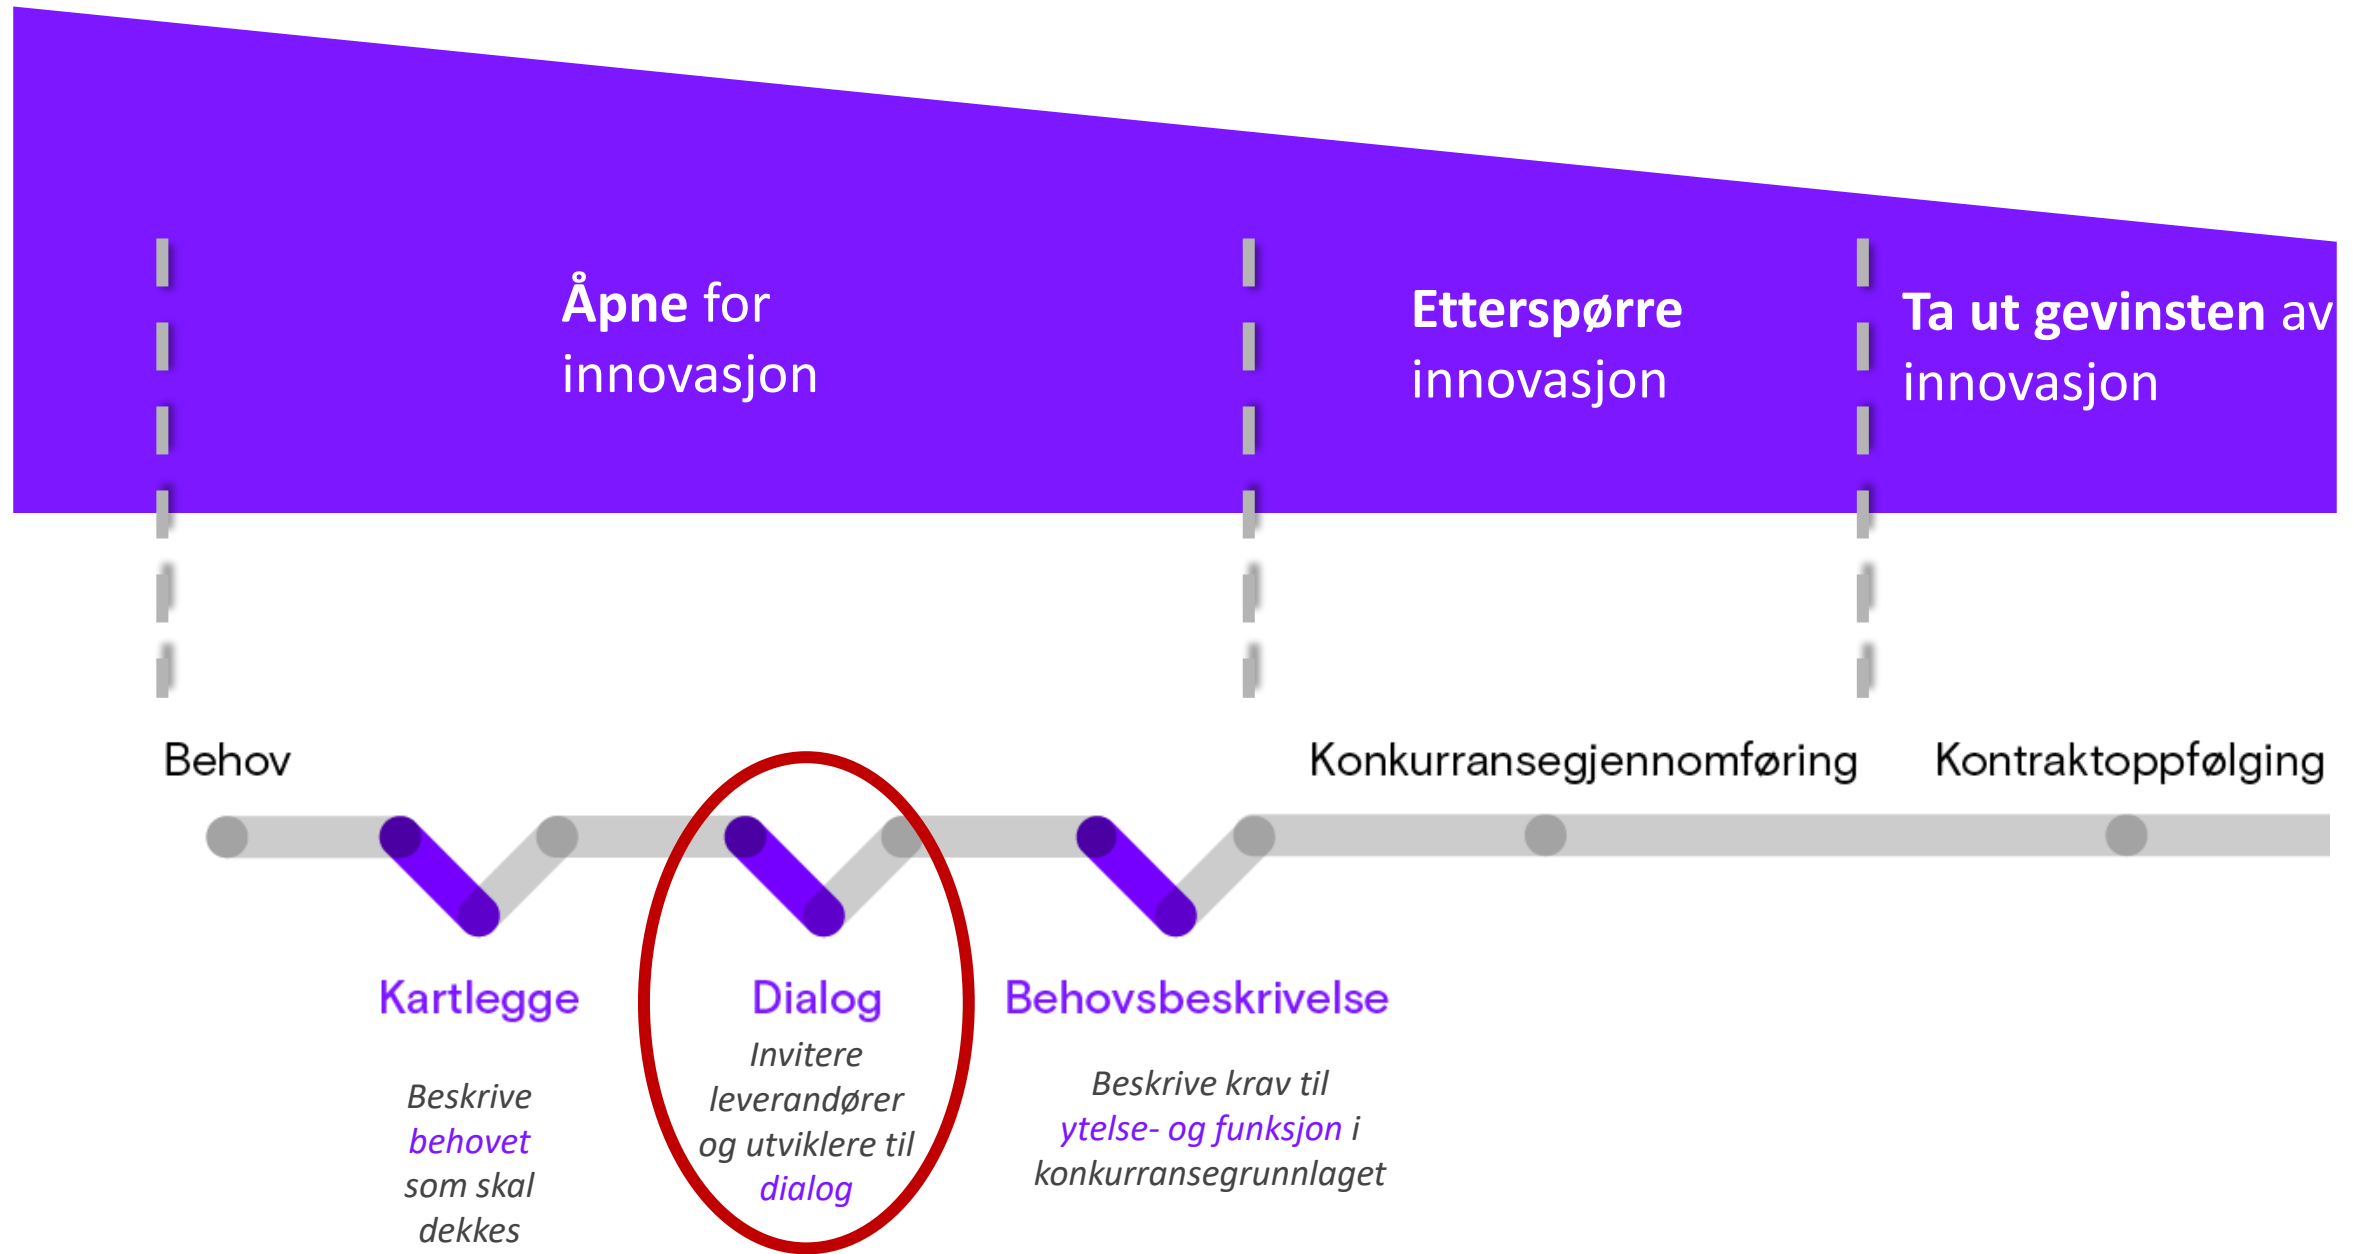 Åpne for
innovasjon
Etterspørre
innovasjon
Ta ut gevinsten av
innovasjon
Behov
Konkurransegjennomføring
Kontraktoppfølging
Kartlegge
Beskrive
behovet
som skal
dekkes
Dialog
Invitere
leverandører
og utviklere til
dialog
Behovsbeskrivelse
Beskrive krav til
ytelse- og funksjon i
konkurransegrunnlaget